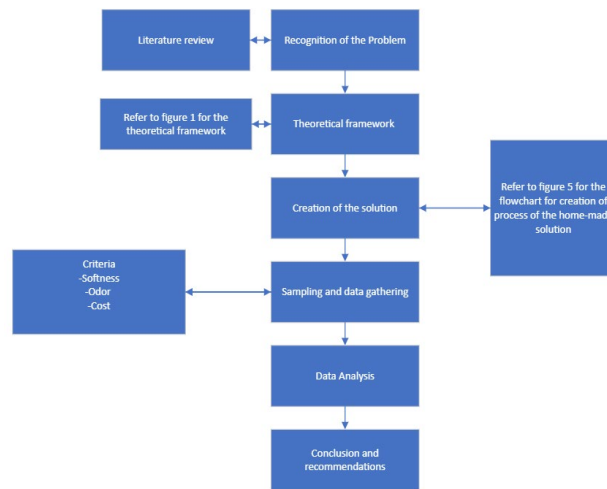 Literature review
Recognition of the Problem
Refer to figure 1 for the
theoretical framework
Theoretical framework
Creation of the solution
Refer to figure 5 for the
flowchart for creation of
process of the home-mad
solution
Criteria
-Softness
-Odor
-Cost
Sampling and data gathering
Data Analysis
Conclusion and
recommendations